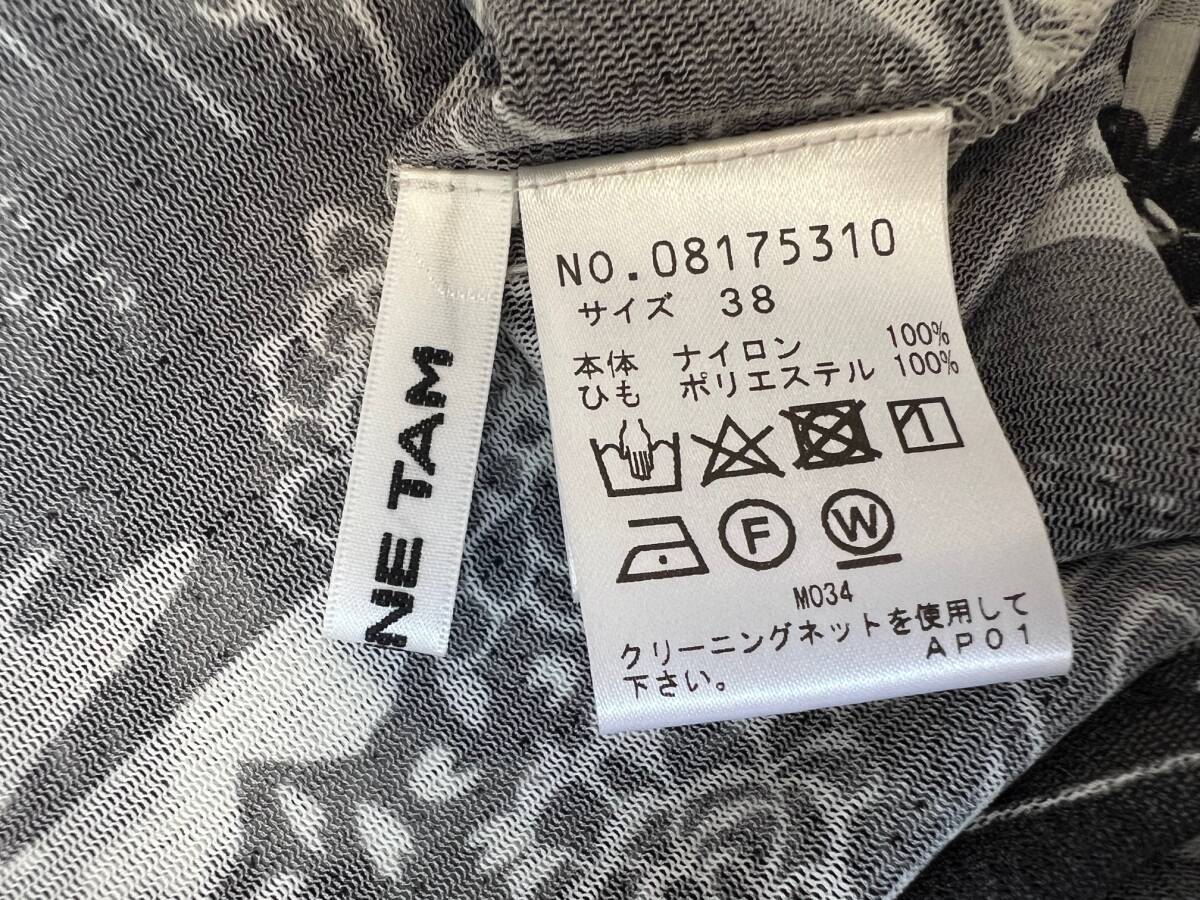 NE TAM
NO.08175310
サイズ 38
本体 ナイロン 100%
ひも ポリエステル 100%
F W
M034
クリーニングネットを使用して
下さい。 AP01